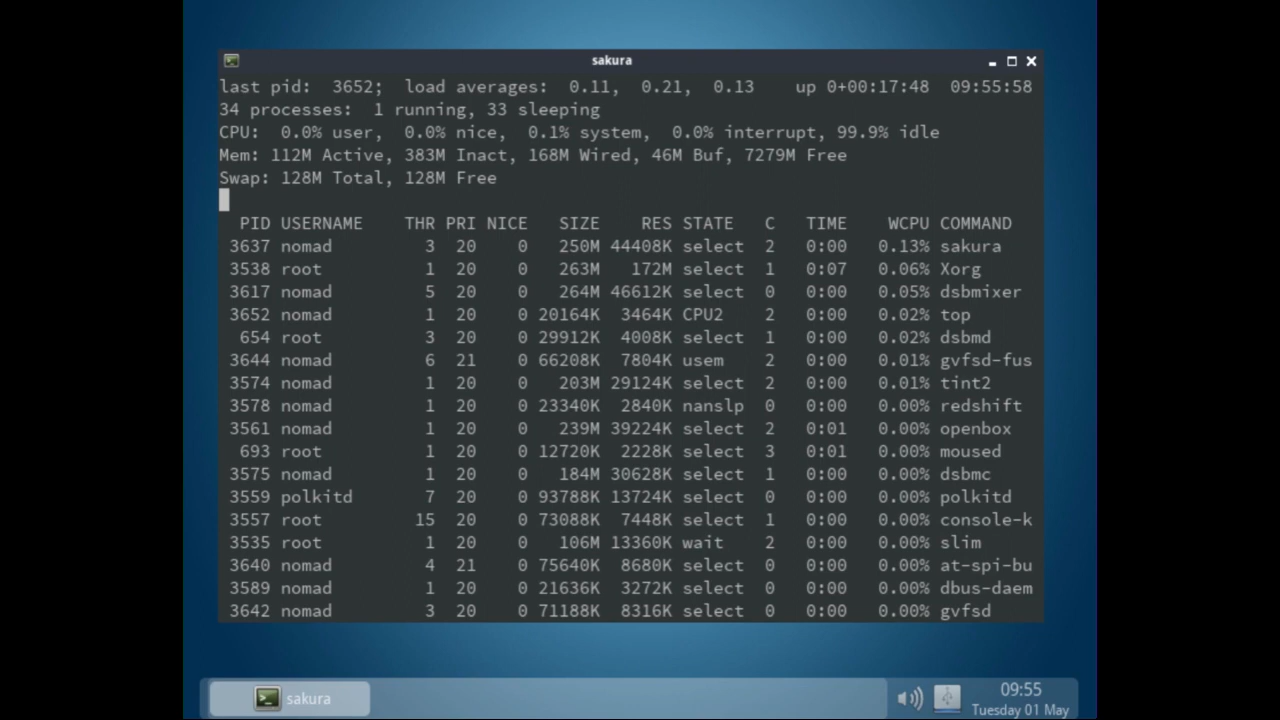 sakura
last pid:  3652;  load averages:  0.11,  0.21,  0.13    up 0+00:17:48  09:55:58
34 processes:  1 running, 33 sleeping
CPU:  0.0% user,  0.0% nice,  0.1% system,  0.0% interrupt, 99.9% idle
Mem: 112M Active, 383M Inact, 168M Wired, 46M Buf, 7279M Free
Swap: 128M Total, 128M Free
  PID USERNAME    THR PRI NICE   SIZE    RES STATE   C   TIME    WCPU COMMAND
 3637 nomad         3  20    0   250M 44408K select  2   0:00   0.13% sakura
 3538 root          1  20    0   263M   172M select  1   0:07   0.06% Xorg
 3617 nomad         5  20    0   264M 46612K select  0   0:00   0.05% dsbmixer
 3652 nomad         1  20    0 20164K  3464K CPU2    2   0:00   0.02% top
  654 root          3  20    0 29912K  4008K select  1   0:00   0.02% dsbmd
 3644 nomad         6  21    0 66208K  7804K usem    2   0:00   0.01% gvfsd-fus
 3574 nomad         1  20    0   203M 29124K select  2   0:00   0.01% tint2
 3578 nomad         1  20    0 23340K  2840K nanslp  0   0:00   0.00% redshift
 3561 nomad         1  20    0   239M 39224K select  2   0:01   0.00% openbox
  693 root          1  20    0 12720K  2228K select  3   0:01   0.00% moused
 3575 nomad         1  20    0   184M 30628K select  1   0:00   0.00% dsbmc
 3559 polkitd       7  20    0 93788K 13724K select  0   0:00   0.00% polkitd
 3557 root         15  20    0 73088K  7448K select  1   0:00   0.00% console-k
 3535 root          1  20    0   106M 13360K wait    2   0:00   0.00% slim
 3640 nomad         4  21    0 75640K  8680K select  0   0:00   0.00% at-spi-bu
 3589 nomad         1  20    0 21636K  3272K select  0   0:00   0.00% dbus-daem
 3642 nomad         3  20    0 71188K  8316K select  0   0:00   0.00% gvfsd
sakura
09:55
Tuesday 01 May